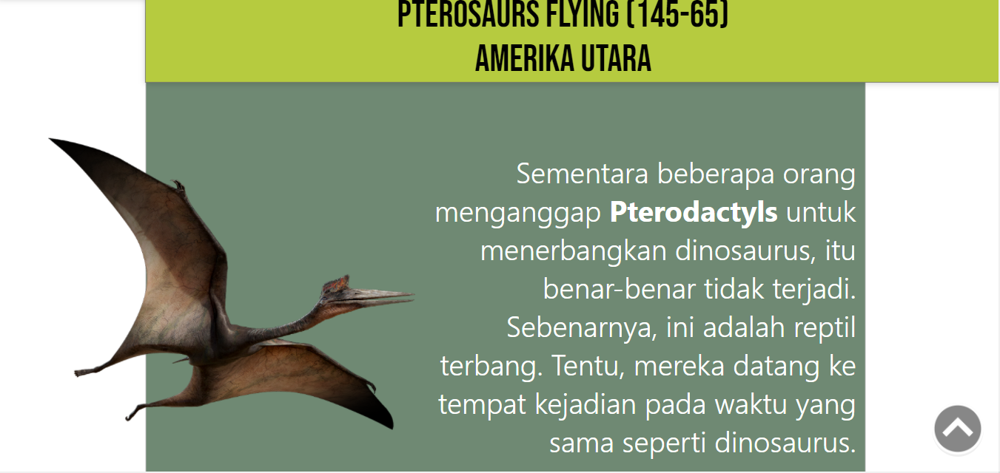 PTEROSAURS FLYING (145-65)
AMERIKA UTARA
Sementara beberapa orang
menganggap Pterodactyls untuk
menerbangkan dinosaurus, itu
benar-benar tidak terjadi.
Sebenarnya, ini adalah reptil
terbang. Tentu, mereka datang ke
tempat kejadian pada waktu yang
sama seperti dinosaurus.